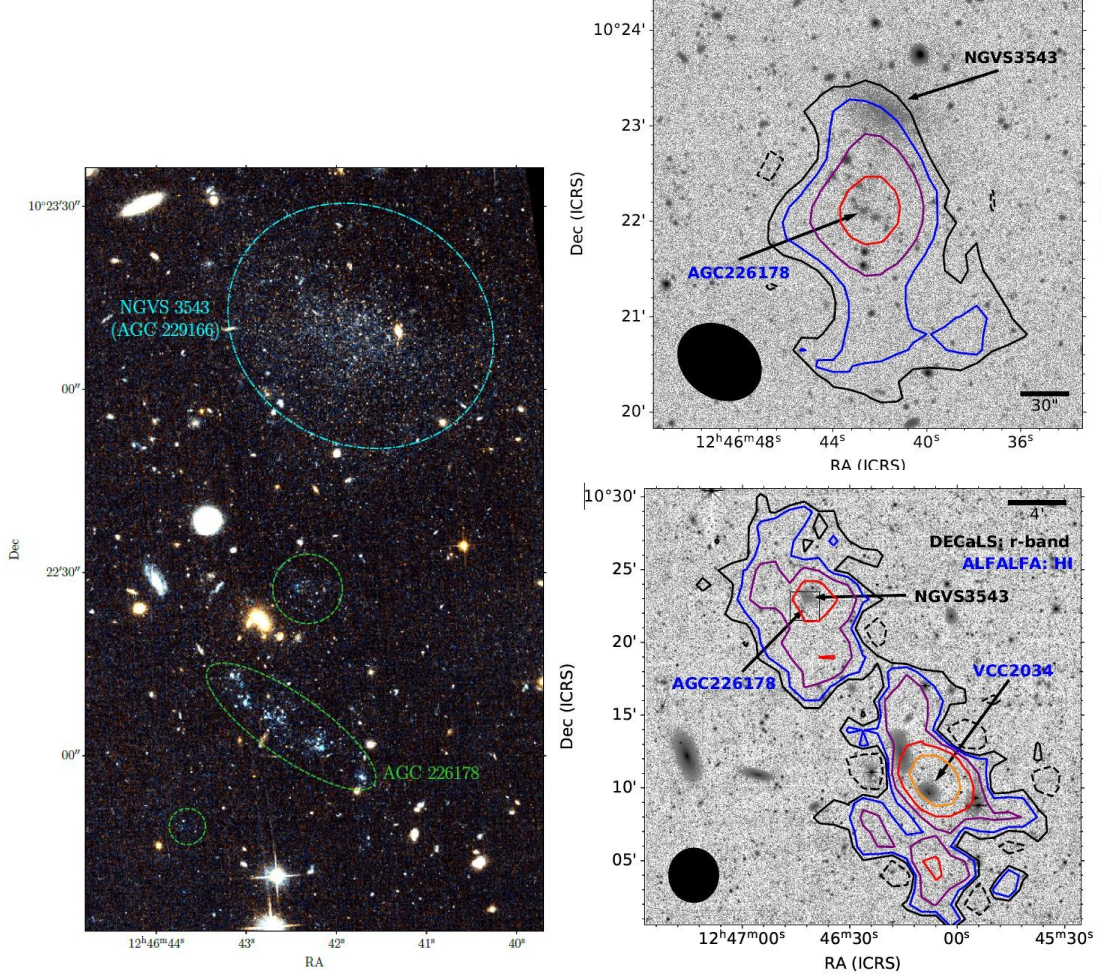 10°23′30″
NGVS 3543
(AGC 229166)
00″
Dec
22′30″
00″
AGC 226178
12ʰ46ᵐ44ˢ
43ˢ
42ˢ
41ˢ
40ˢ
RA
10°24'
NGVS3543
23'
Dec (ICRS)
22'
AGC226178
21'
30"
20'
12ʰ46ᵐ48ˢ
44ˢ
40ˢ
36ˢ
RA (ICRS)
10°30'
4'
DECaLS: r-band
ALFALFA: HI
25'
NGVS3543
20'
VCC2034
AGC226178
15'
Dec (ICRS)
10'
05'
12ʰ47ᵐ00ˢ
46ᵐ30ˢ
00ˢ
45ᵐ30ˢ
RA (ICRS)